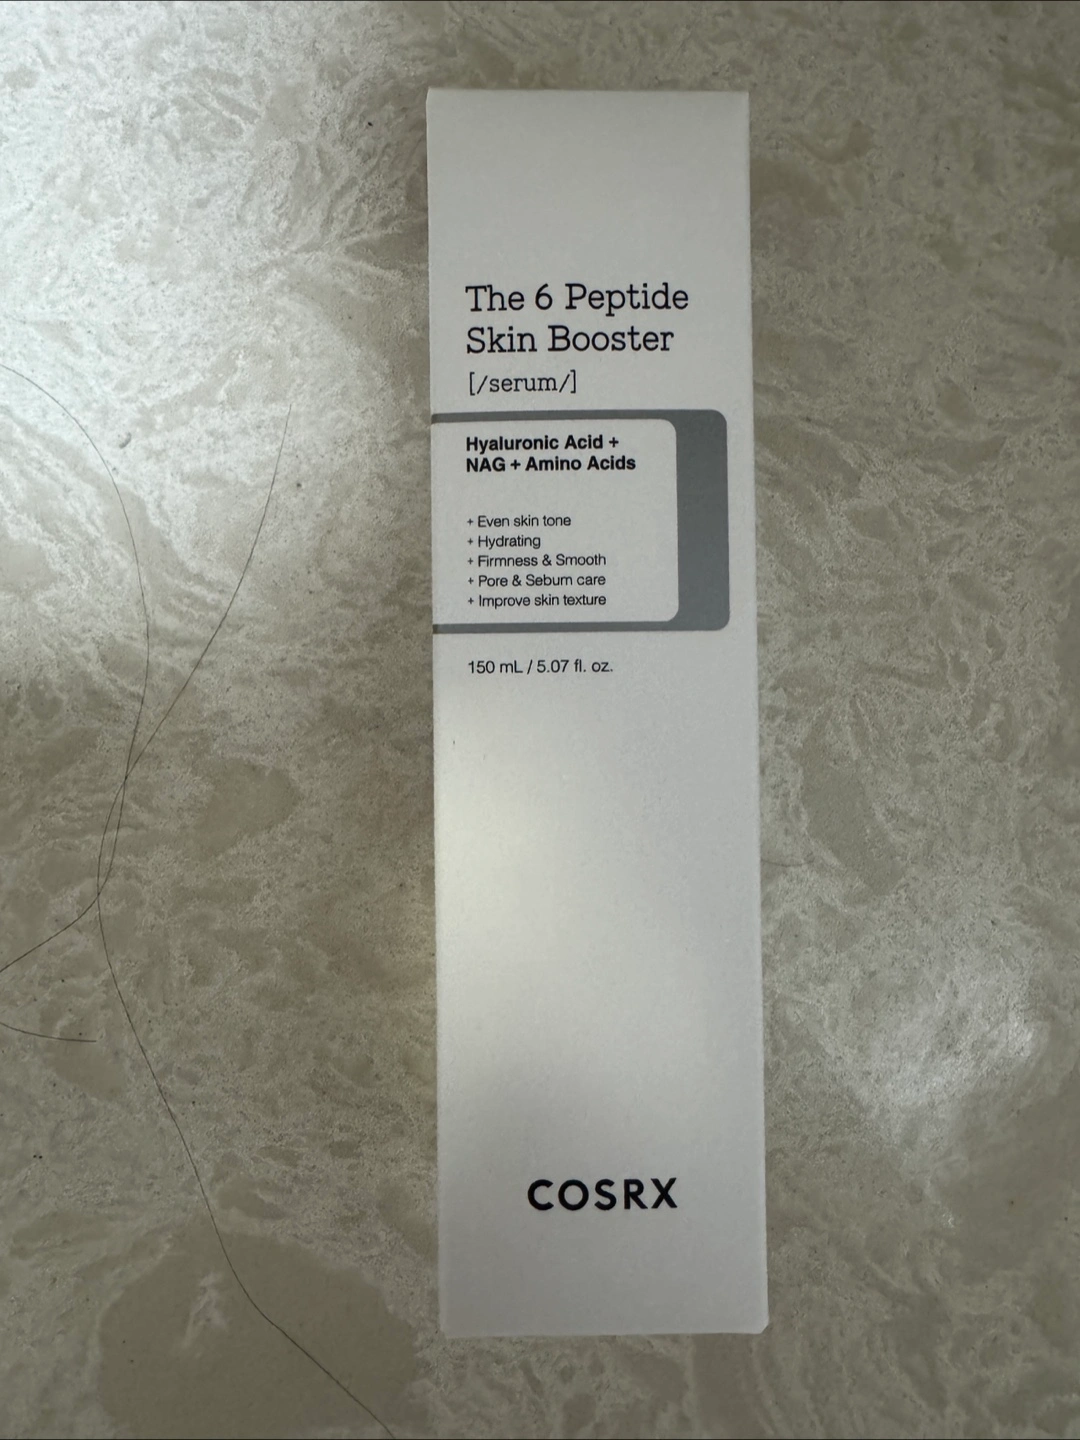 The 6 Peptide
Skin Booster
[/serum/]
Hyaluronic Acid +
NAG + Amino Acids
+ Even skin tone
+ Hydrating
+ Firmness & Smooth
+ Pore & Sebum care
+ Improve skin texture
150 mL / 5.07 fl. oz.
COSRX